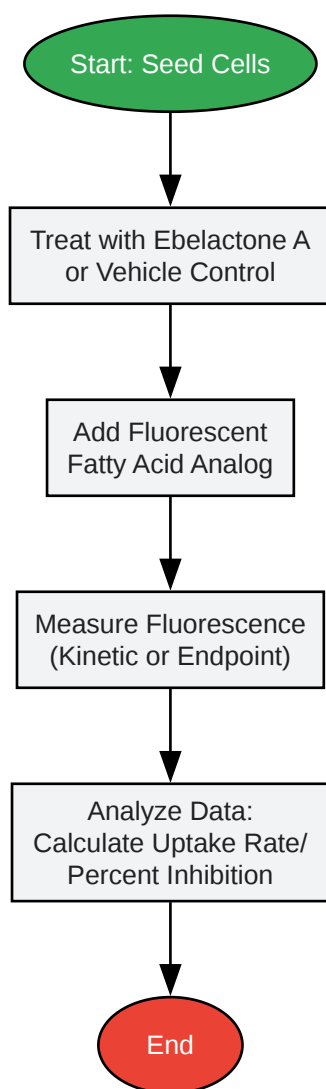 Start: Seed Cells
Treat with Ebelactone A
or Vehicle Control
Add Fluorescent
Fatty Acid Analog
Measure Fluorescence
(Kinetic or Endpoint)
Analyze Data:
Calculate Uptake Rate/
Percent Inhibition
End